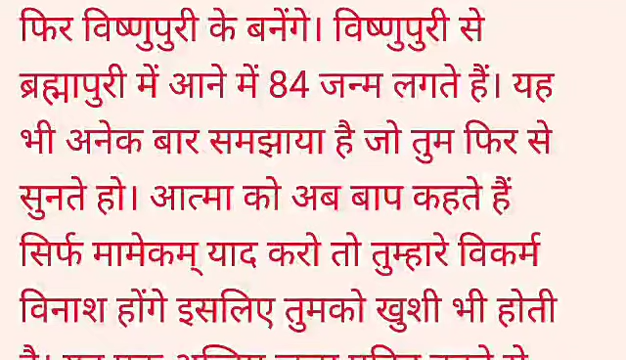 फिर विष्णुपुरी के बनेंगे। विष्णुपुरी से
ब्रह्मापुरी में आने में 84 जन्म लगते हैं। यह
भी अनेक बार समझाया है जो तुम फिर से
सुनते हो। आत्मा को अब बाप कहते हैं
सिर्फ मामेकम् याद करो तो तुम्हारे विकर्म
विनाश होंगे इसलिए तुमको खुशी भी होती